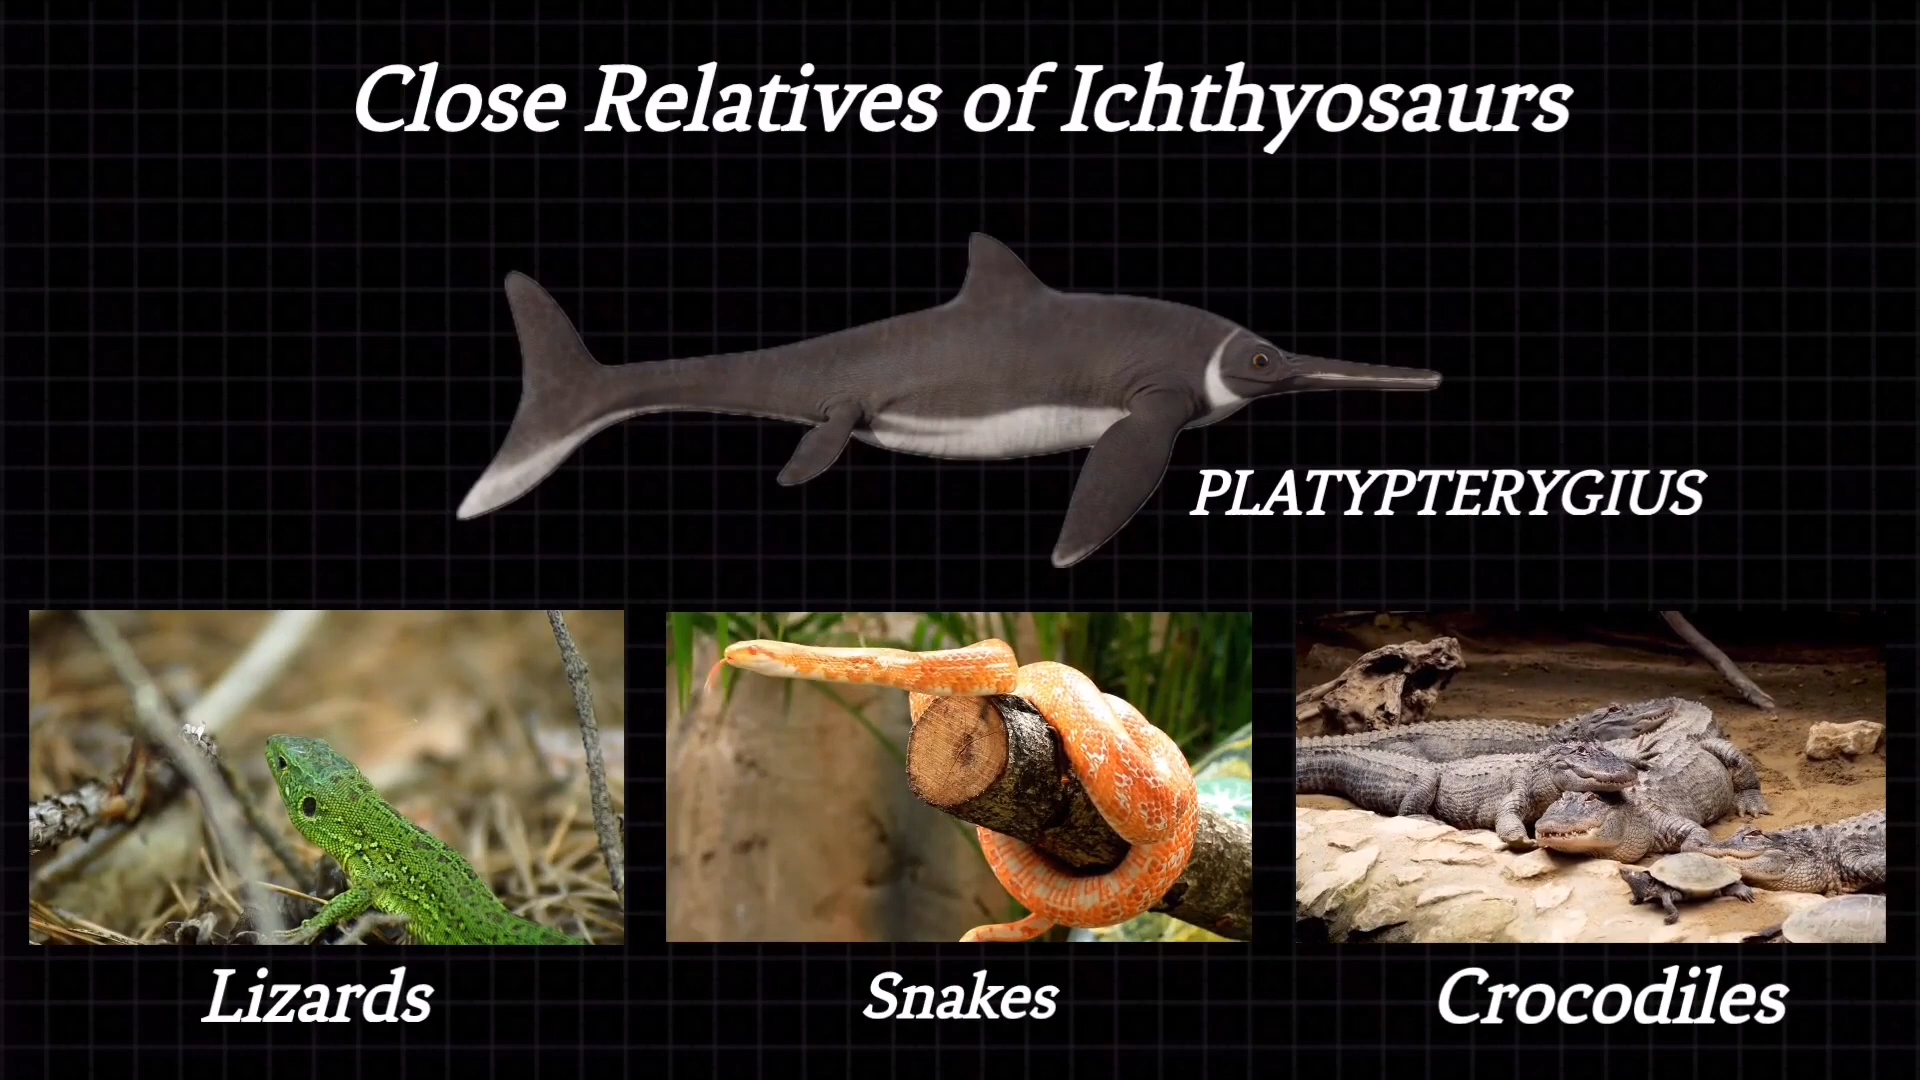 Close Relatives of Ichthyosaurs
PLATYPTERYGIUS
Lizards
Snakes
Crocodiles